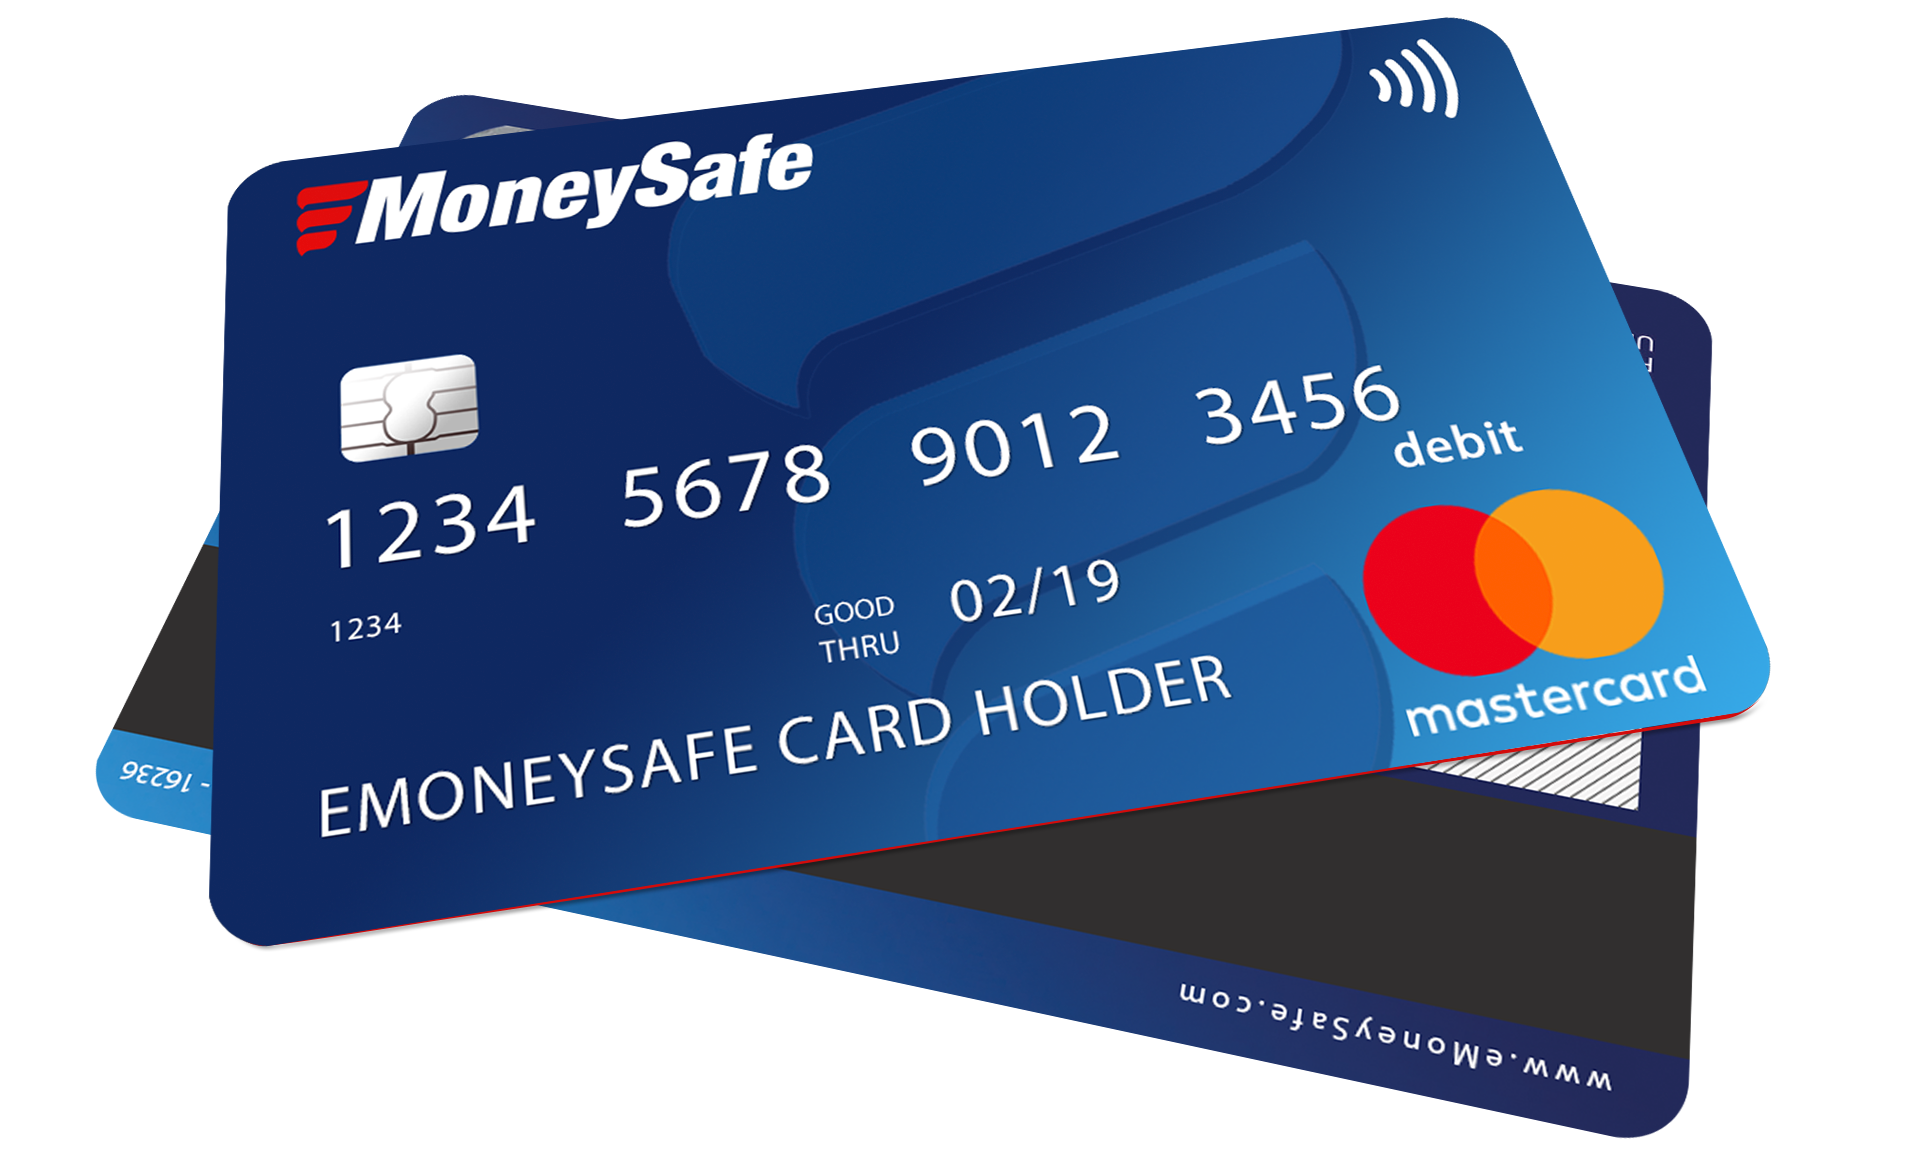 MoneySafe
1234 5678 9012 3456
debit
1234
GOOD
THRU
02/19
EMONEYSAFE CARD HOLDER
mastercard
- 16236
www.eMoneySafe.com